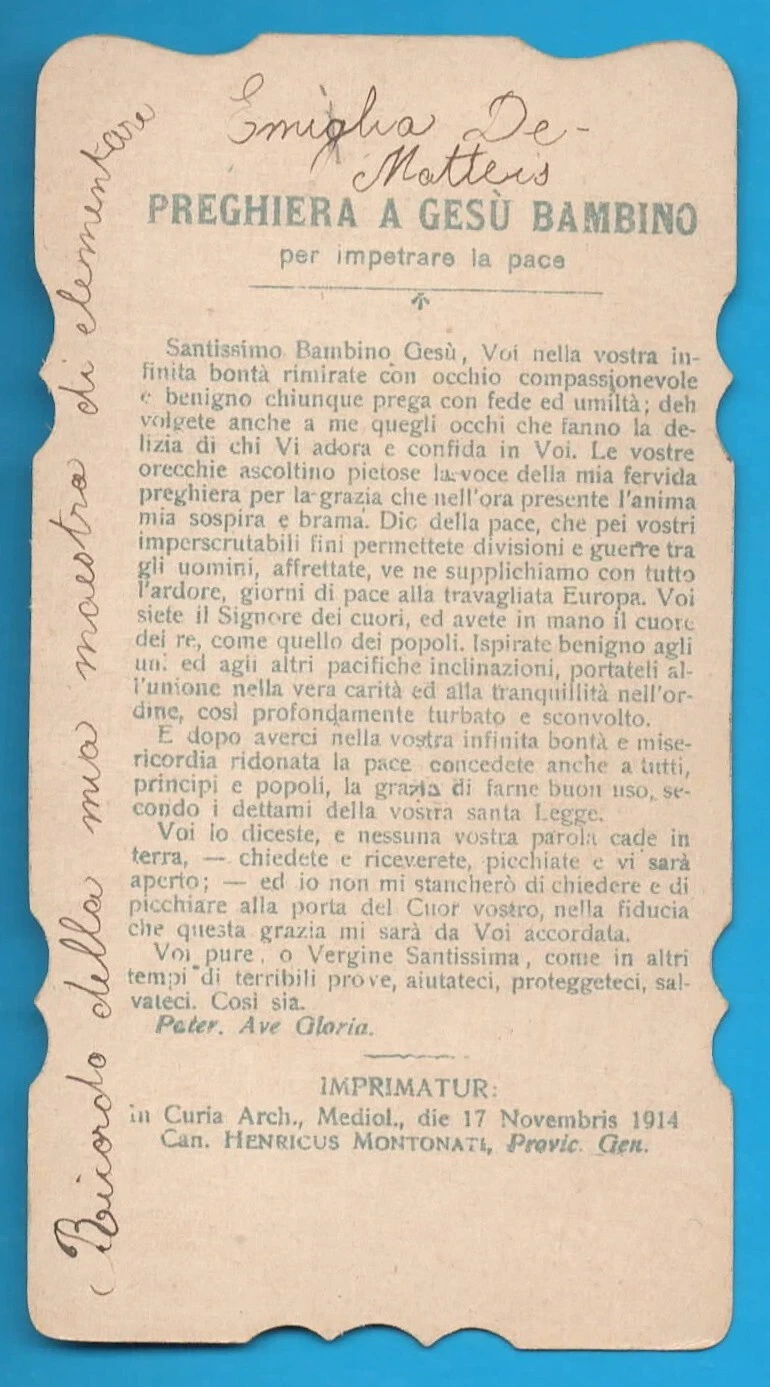 Emiglia De-
Matteis
PREGHIERA A GESÙ BAMBINO
per impetrare la pace
Santissimo Bambino Gesù, Voi nella vostra in-
finita bontà rimirate con occhio compassionevole
e benigno chiunque prega con fede ed umiltà; deh
volgete anche a me quegli occhi che fanno la de-
lizia di chi Vi adora e confida in Voi. Le vostre
orecchie ascoltino pietose la voce della mia fervida
preghiera per la grazia che nell'ora presente l'anima
mia sospira e brama. Dio della pace, che pei vostri
imperscrutabili fini permettete divisioni e guerre tra
gli uomini, affrettate, ve ne supplichiamo con tutto
l'ardore, giorni di pace alla travagliata Europa. Voi
siete il Signore dei cuori, ed avete in mano il cuore
dei re, come quello dei popoli. Ispirate benigno agli
uni ed agli altri pacifiche inclinazioni, portateli al-
l'unione nella vera carità ed alla tranquillità nell'or-
dine, così profondamente turbato e sconvolto.
E dopo averci nella vostra infinita bontà e mise-
ricordia ridonata la pace concedete anche a tutti,
principi e popoli, la grazia di farne buon uso, se-
condo i dettami della vostra santa Legge.
Voi lo diceste, e nessuna vostra parola cade in
terra, — chiedete e riceverete, picchiate e vi sarà
aperto; — ed io non mi stancherò di chiedere e di
picchiare alla porta del Cuor vostro, nella fiducia
che questa grazia mi sarà da Voi accordata.
Voi pure, o Vergine Santissima, come in altri
tempi di terribili prove, aiutateci, proteggeteci, sal-
vateci. Così sia.
Pater. Ave Gloria.
IMPRIMATUR:
in Curia Arch., Mediol., die 17 Novembris 1914
Can. HENRICUS MONTONATI, Provic. Gen.
Ricordo della mia maestra di elementare